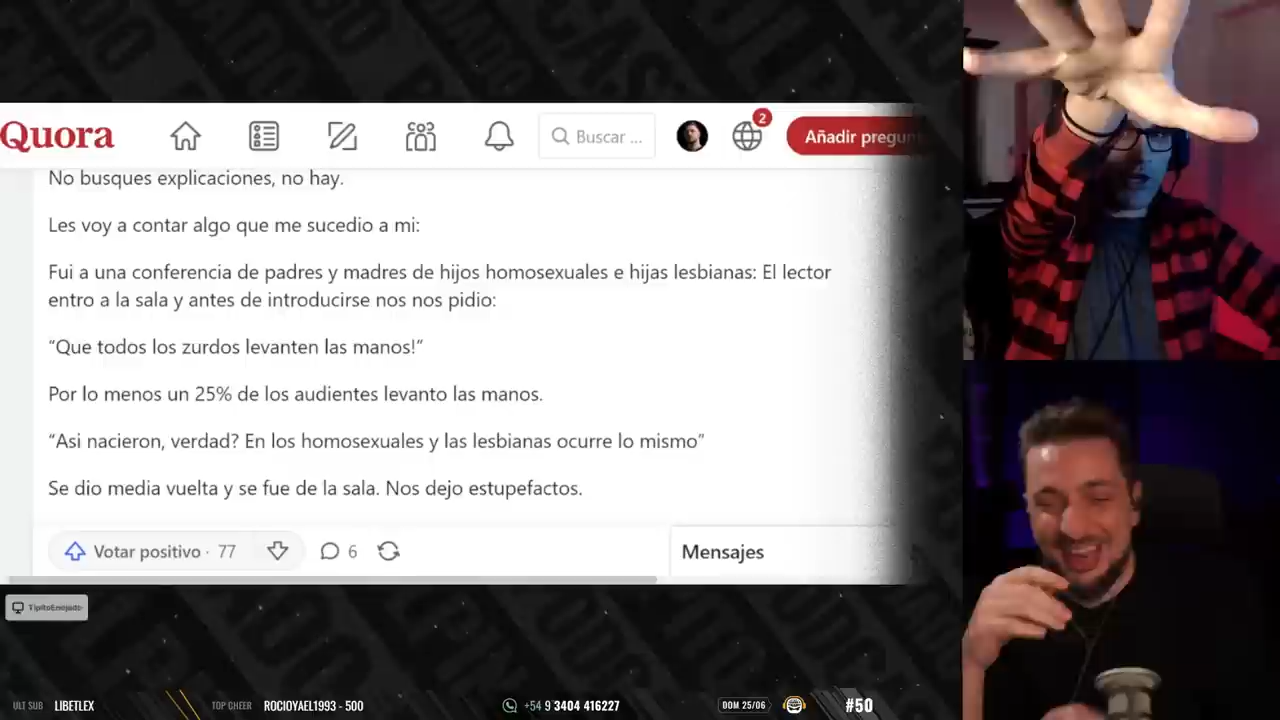 Quora
Buscar ...
2
Añadir pregun
No busques explicaciones, no hay.
Les voy a contar algo que me sucedio a mi:
Fui a una conferencia de padres y madres de hijos homosexuales e hijas lesbianas: El lector
entro a la sala y antes de introducirse nos nos pidio:
“Que todos los zurdos levanten las manos!”
Por lo menos un 25% de los audientes levanto las manos.
“Asi nacieron, verdad? En los homosexuales y las lesbianas ocurre lo mismo”
Se dio media vuelta y se fue de la sala. Nos dejo estupefactos.
Votar positivo · 77
6
Mensajes
TipitoEnojado
ULT SUB LIBETLEX
TOP CHEER ROCIOYAEL1993 - 500
+54 9 3404 416227
DOM 25/06
#50